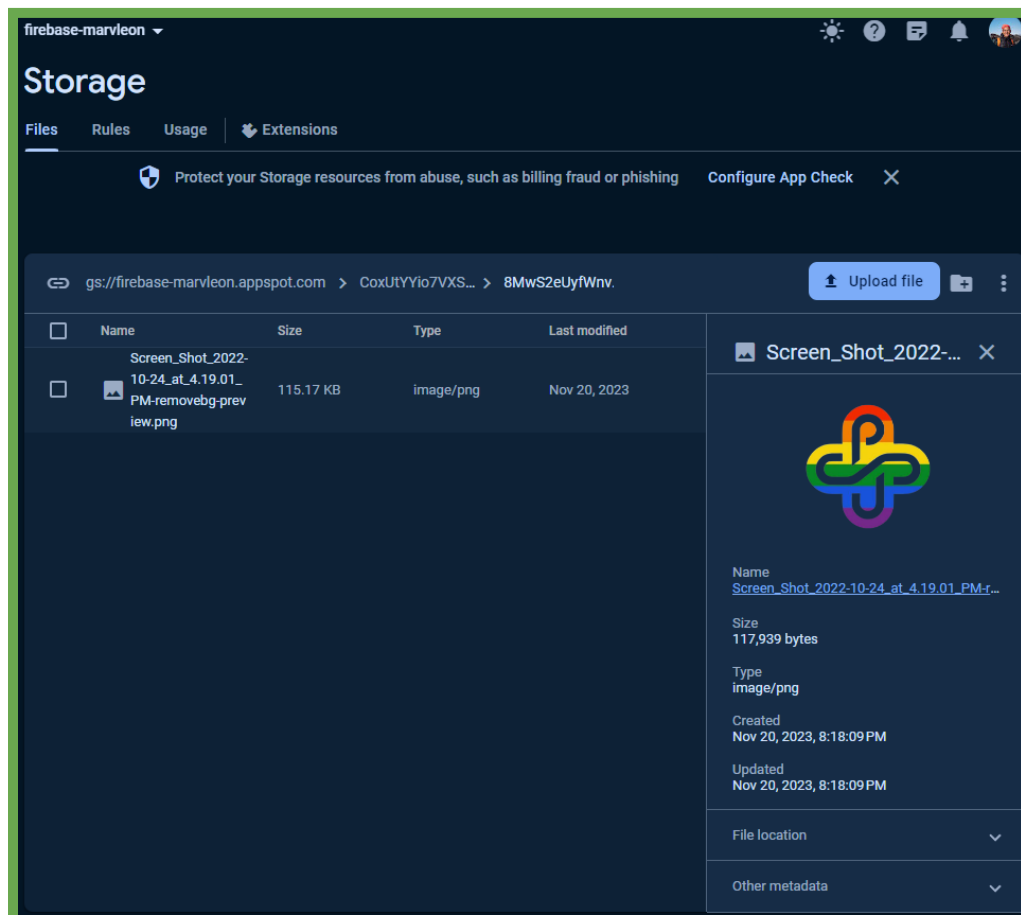 firebase-marvleon
Storage
Files Rules Usage Extensions
Protect your Storage resources from abuse, such as billing fraud or phishing Configure App Check
gs://firebase-marvleon.appspot.com > CoxUtYYio7VXS... > 8MwS2eUyfWnv.
Upload file
Name Size Type Last modified
Screen_Shot_2022-
10-24_at_4.19.01_
PM-removebg-prev
iew.png
115.17 KB image/png Nov 20, 2023
Screen_Shot_2022-...
Name
Screen_Shot_2022-10-24_at_4.19.01_PM-r...
Size
117,939 bytes
Type
image/png
Created
Nov 20, 2023, 8:18:09 PM
Updated
Nov 20, 2023, 8:18:09 PM
File location
Other metadata